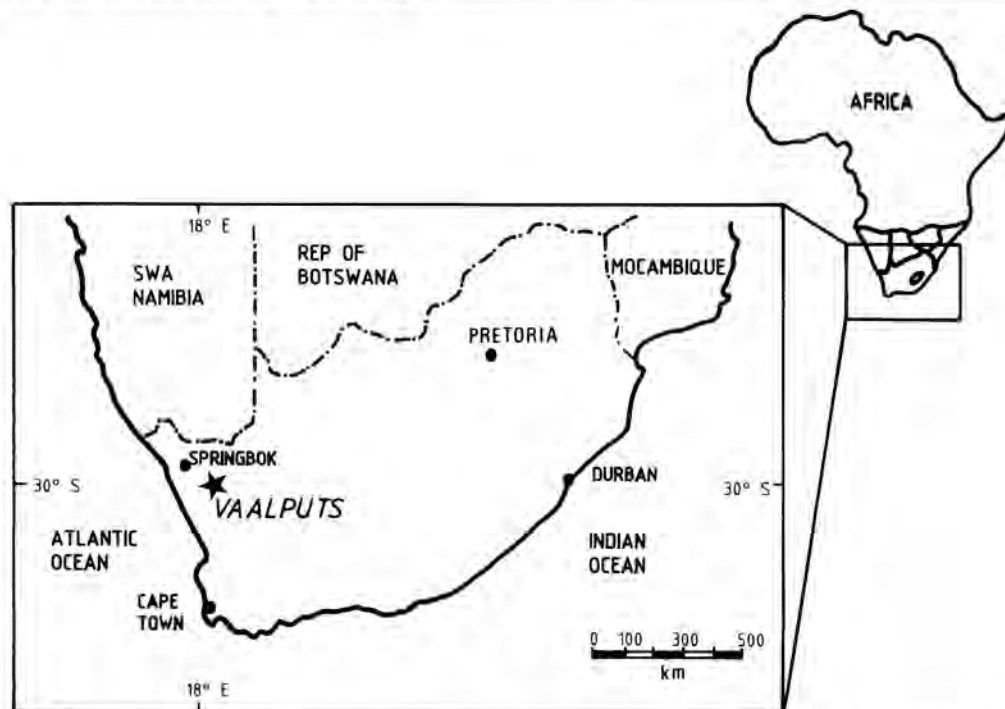 AFRICA
18° E
SWA
NAMIBIA
REP OF
BOTSWANA
MOCAMBIQUE
PRETORIA
SPRINGBOK
30° S
VAALPUTS
DURBAN
30° S
ATLANTIC
OCEAN
INDIAN
OCEAN
CAPE
TOWN
0 100 300 500
km
18° E